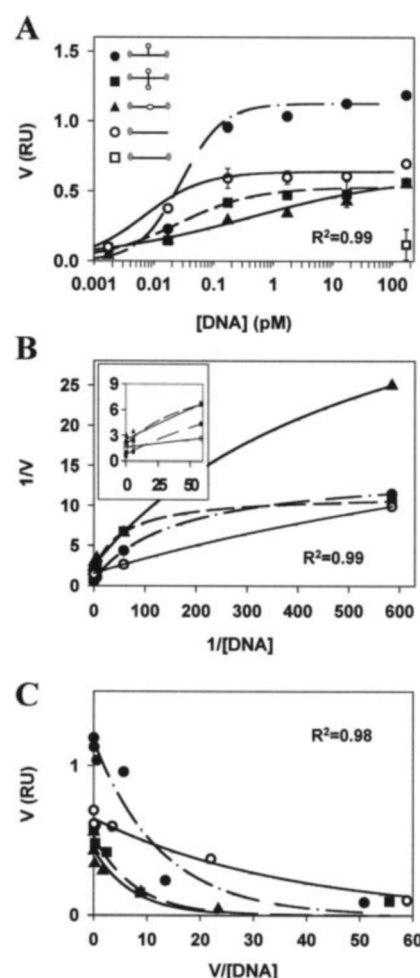 A
V (RU)
1.5
1.0
0.5
0.0
R²=0.99
0.001 0.01 0.1 1 10 100
[DNA] (pM)
B
1/V
25
20
15
10
5
0
9
6
3
0
0 25 50
R²=0.99
0 100 200 300 400 500 600
1/[DNA]
C
V (RU)
1
0
R²=0.98
0 10 20 30 40 50 60
V/[DNA]